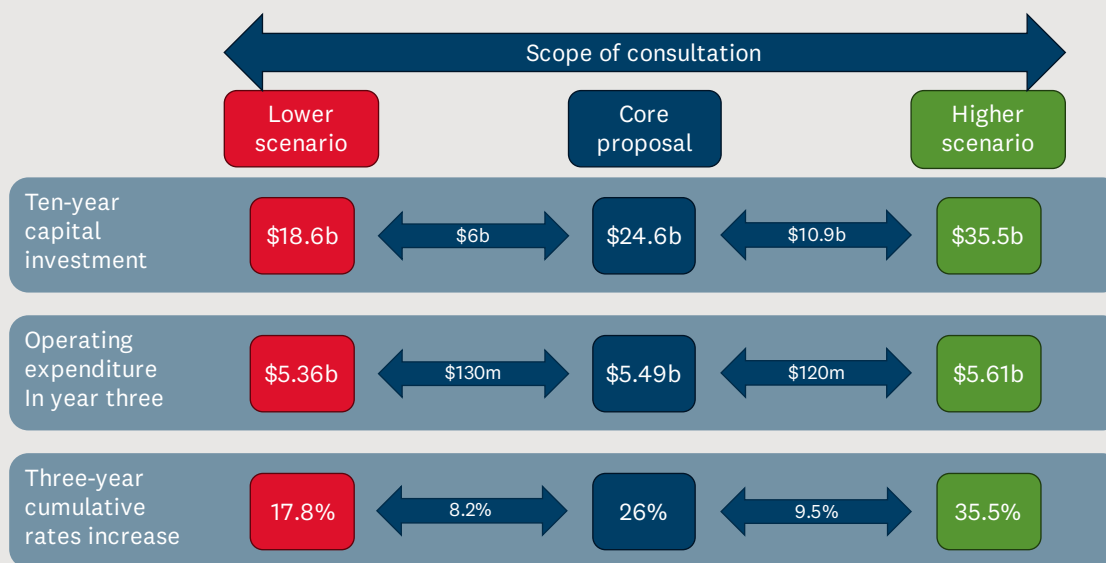 Scope of consultation
Lower
scenario
Core
proposal
Higher
scenario
Ten-year
capital
investment
$18.6b
$6b
$24.6b
$10.9b
$35.5b
Operating
expenditure
In year three
$5.36b
$130m
$5.49b
$120m
$5.61b
Three-year
cumulative
rates increase
17.8%
8.2%
26%
9.5%
35.5%